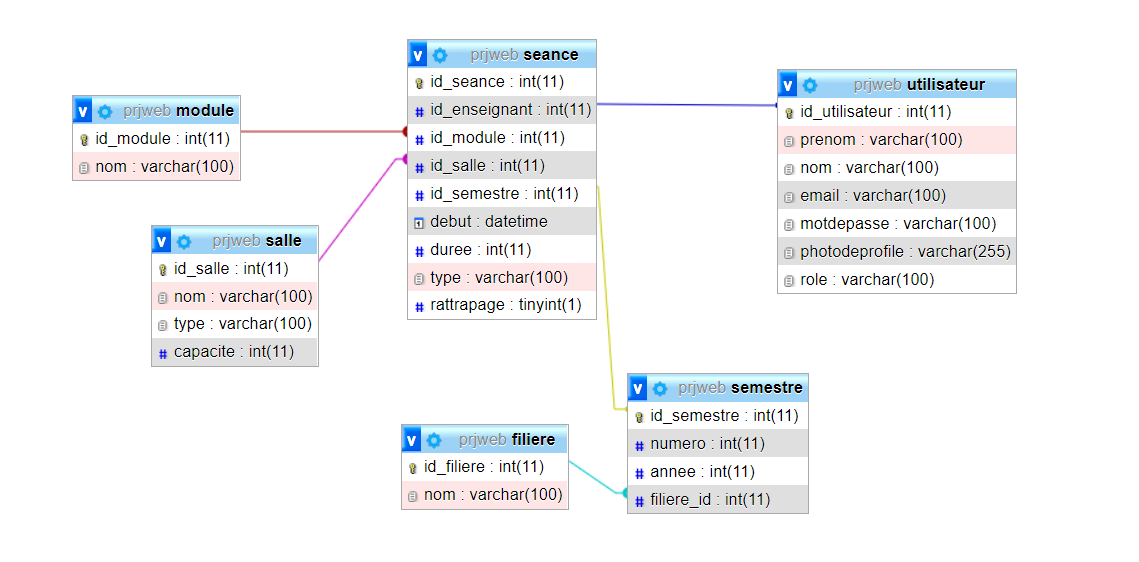 v prjweb seance
id_seance : int(11)
id_enseignant : int(11)
id_module : int(11)
id_salle : int(11)
id_semestre : int(11)
debut : datetime
duree : int(11)
type : varchar(100)
rattrapage : tinyint(1)
v prjweb utilisateur
id_utilisateur : int(11)
prenom : varchar(100)
nom : varchar(100)
email : varchar(100)
motdepasse : varchar(100)
photodeprofile : varchar(255)
role : varchar(100)
v prjweb module
id_module : int(11)
nom : varchar(100)
v prjweb salle
id_salle : int(11)
nom : varchar(100)
type : varchar(100)
capacite : int(11)
v prjweb semestre
id_semestre : int(11)
numero : int(11)
annee : int(11)
filiere_id : int(11)
v prjweb filiere
id_filiere : int(11)
nom : varchar(100)